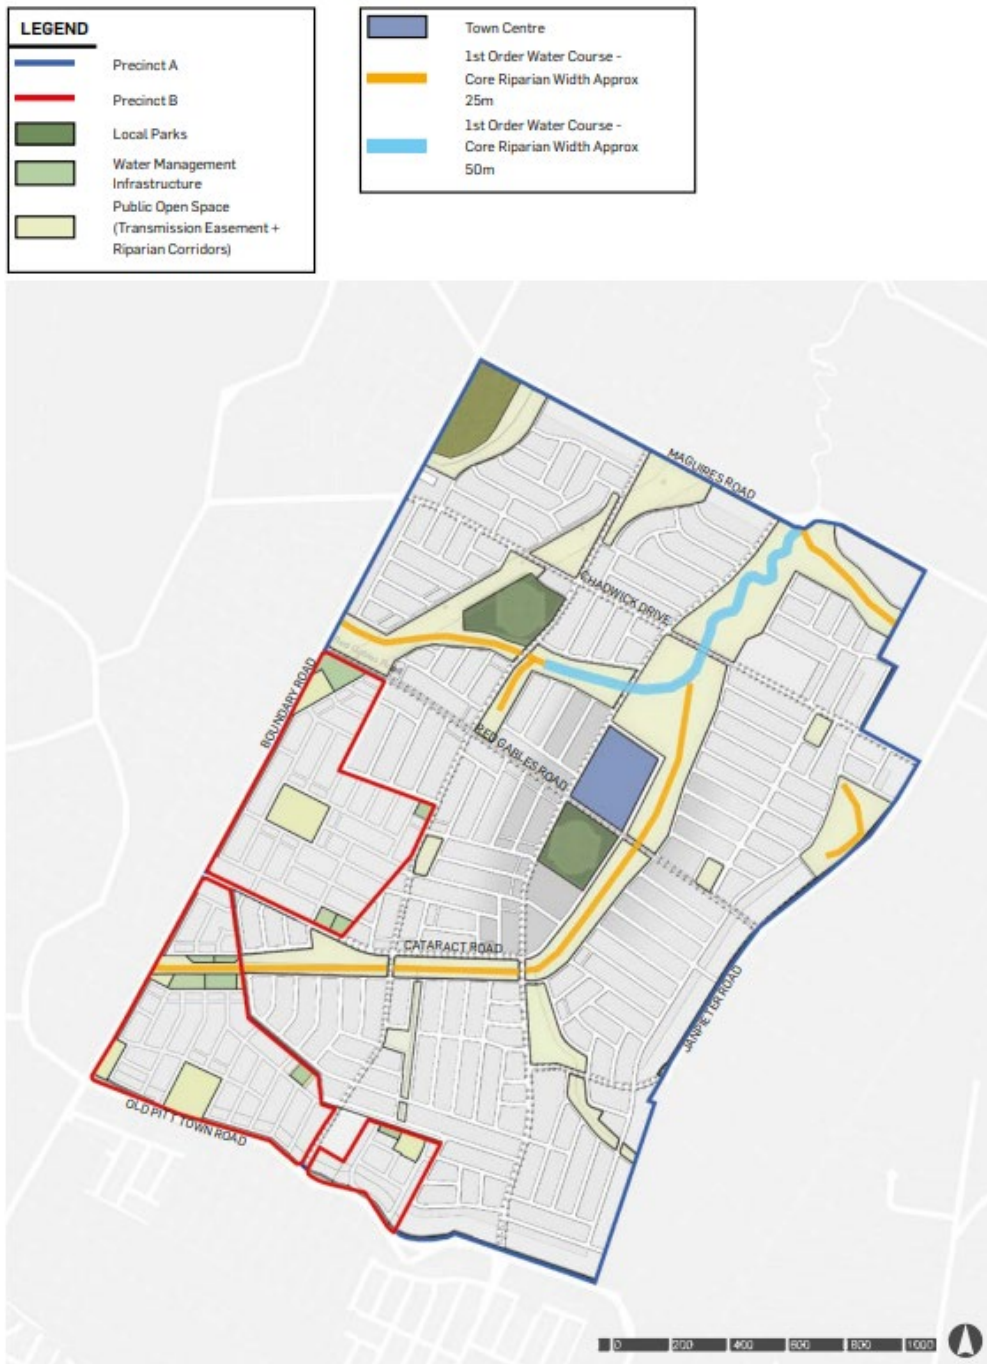 LEGEND
Precinct A
Precinct B
Local Parks
Water Management
Infrastructure
Public Open Space
(Transmission Easement +
Riparian Corridors)
Town Centre
1st Order Water Course -
Core Riparian Width Approx
25m
1st Order Water Course -
Core Riparian Width Approx
50m
MAGUIRES ROAD
CHADWICK DRIVE
BOUNDARY ROAD
RED GABLES ROAD
CATARACT ROAD
JANPIETER ROAD
OLD PITT TOWN ROAD
0 200 400 600 800 1000